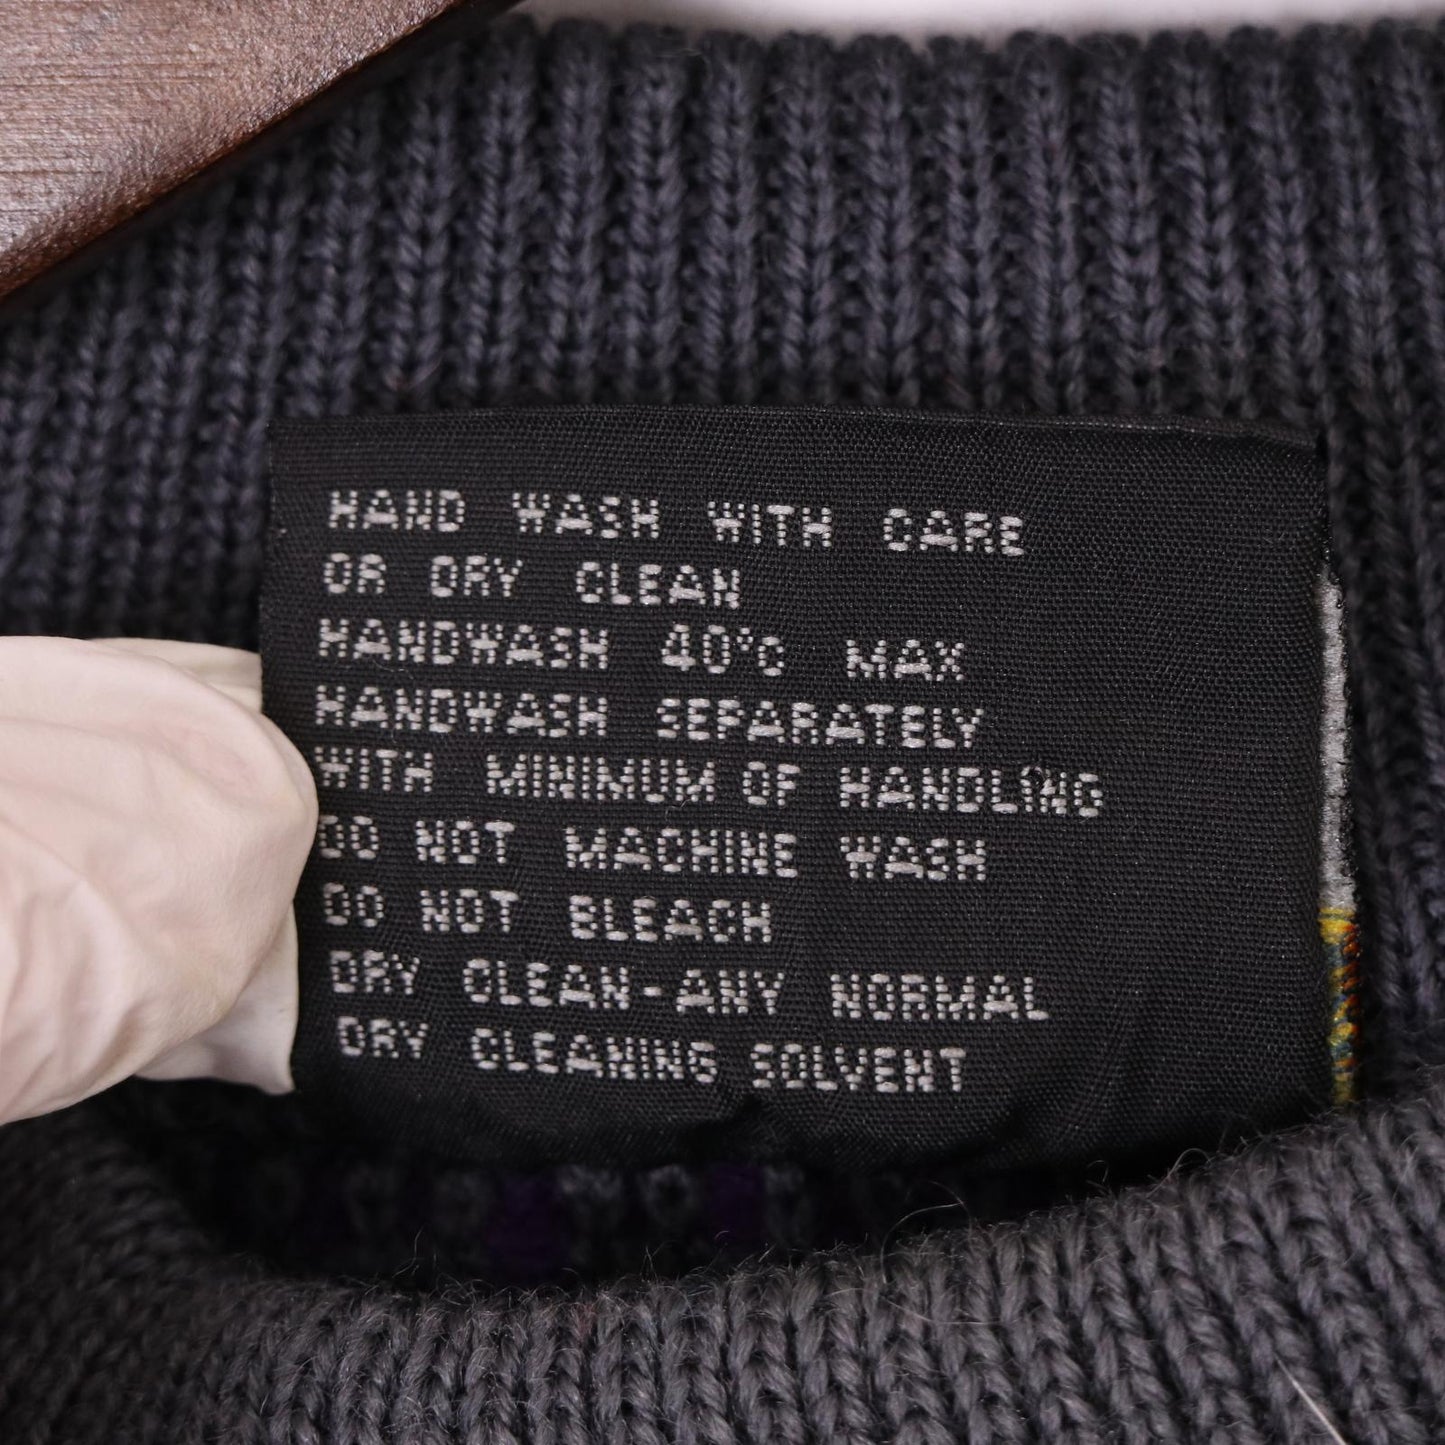 HAND WASH WITH CARE
OR DRY CLEAN
HANDWASH 40°C MAX
HANDWASH SEPARATELY
WITH MINIMUM OF HANDLING
DO NOT MACHINE WASH
DO NOT BLEACH
DRY CLEAN-ANY NORMAL
DRY CLEANING SOLVENT